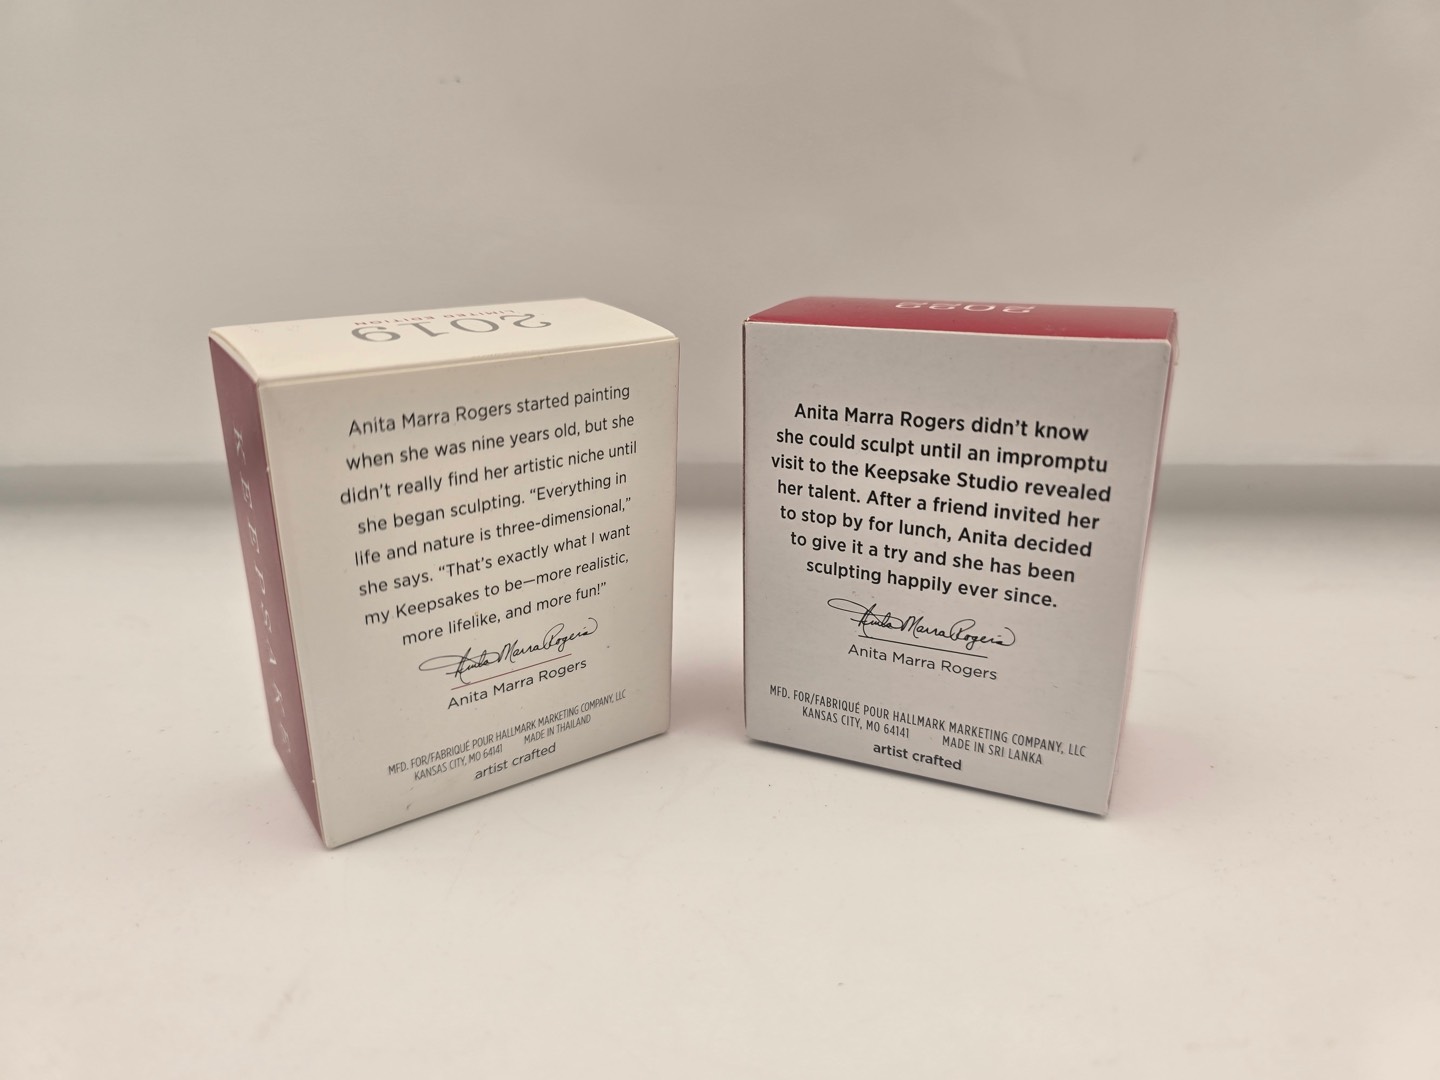 2019
LIMITED EDITION
KEEPSAKE
Anita Marra Rogers started painting
when she was nine years old, but she
didn't really find her artistic niche until
she began sculpting. “Everything in
life and nature is three-dimensional,”
she says. “That's exactly what I want
my Keepsakes to be—more realistic,
more lifelike, and more fun!”
Anita Marra Rogers
Anita Marra Rogers
MFD. FOR/FABRIQUÉ POUR HALLMARK MARKETING COMPANY, LLC
KANSAS CITY, MO 64141 MADE IN THAILAND
artist crafted
Anita Marra Rogers didn't know
she could sculpt until an impromptu
visit to the Keepsake Studio revealed
her talent. After a friend invited her
to stop by for lunch, Anita decided
to give it a try and she has been
sculpting happily ever since.
Anita Marra Rogers
Anita Marra Rogers
MFD. FOR/FABRIQUÉ POUR HALLMARK MARKETING COMPANY, LLC
KANSAS CITY, MO 64141 MADE IN SRI LANKA
artist crafted